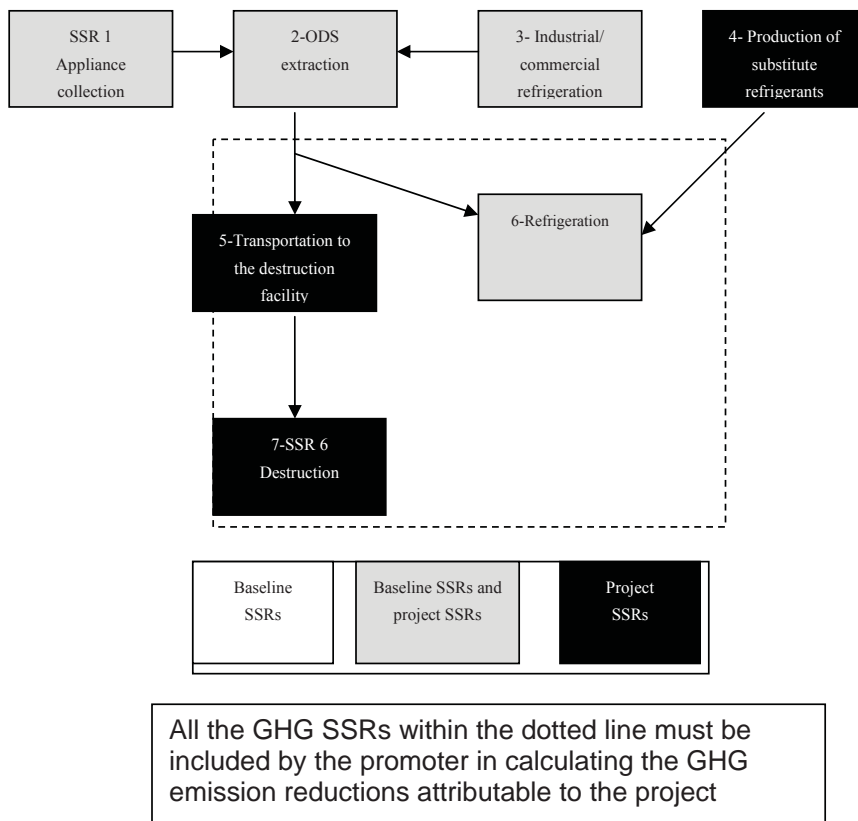 SSR 1
Appliance
collection
2-ODS
extraction
3- Industrial/
commercial
refrigeration
4- Production of
substitute
refrigerants
5-Transportation to
the destruction
facility
6-Refrigeration
7-SSR 6
Destruction
Baseline
SSRs
Baseline SSRs and
project SSRs
Project
SSRs
All the GHG SSRs within the dotted line must be
included by the promoter in calculating the GHG
emission reductions attributable to the project